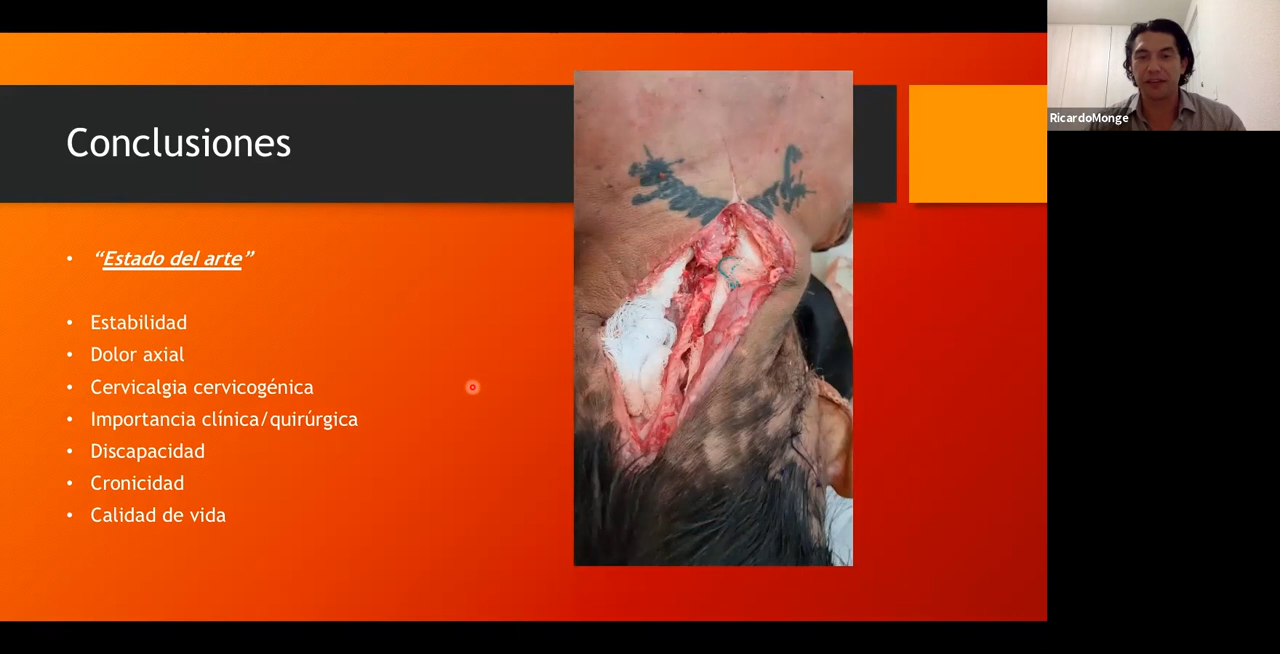 Conclusiones
RicardoMonge
• “Estado del arte”
• Estabilidad
• Dolor axial
• Cervicalgia cervicogénica
• Importancia clínica/quirúrgica
• Discapacidad
• Cronicidad
• Calidad de vida